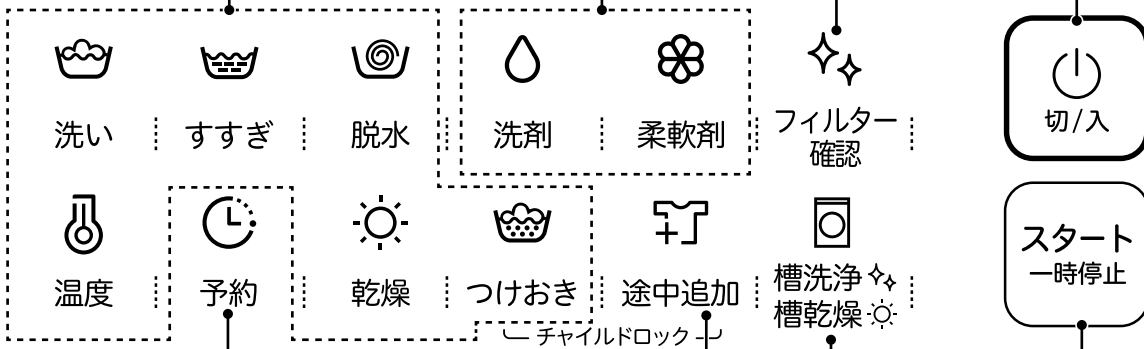 洗い すすぎ 脱水 洗剤 柔軟剤 フィルター
確認
切/入
温度 予約 乾燥 つけおき 途中追加 槽洗浄
槽乾燥
チャイルドロック
スタート
一時停止